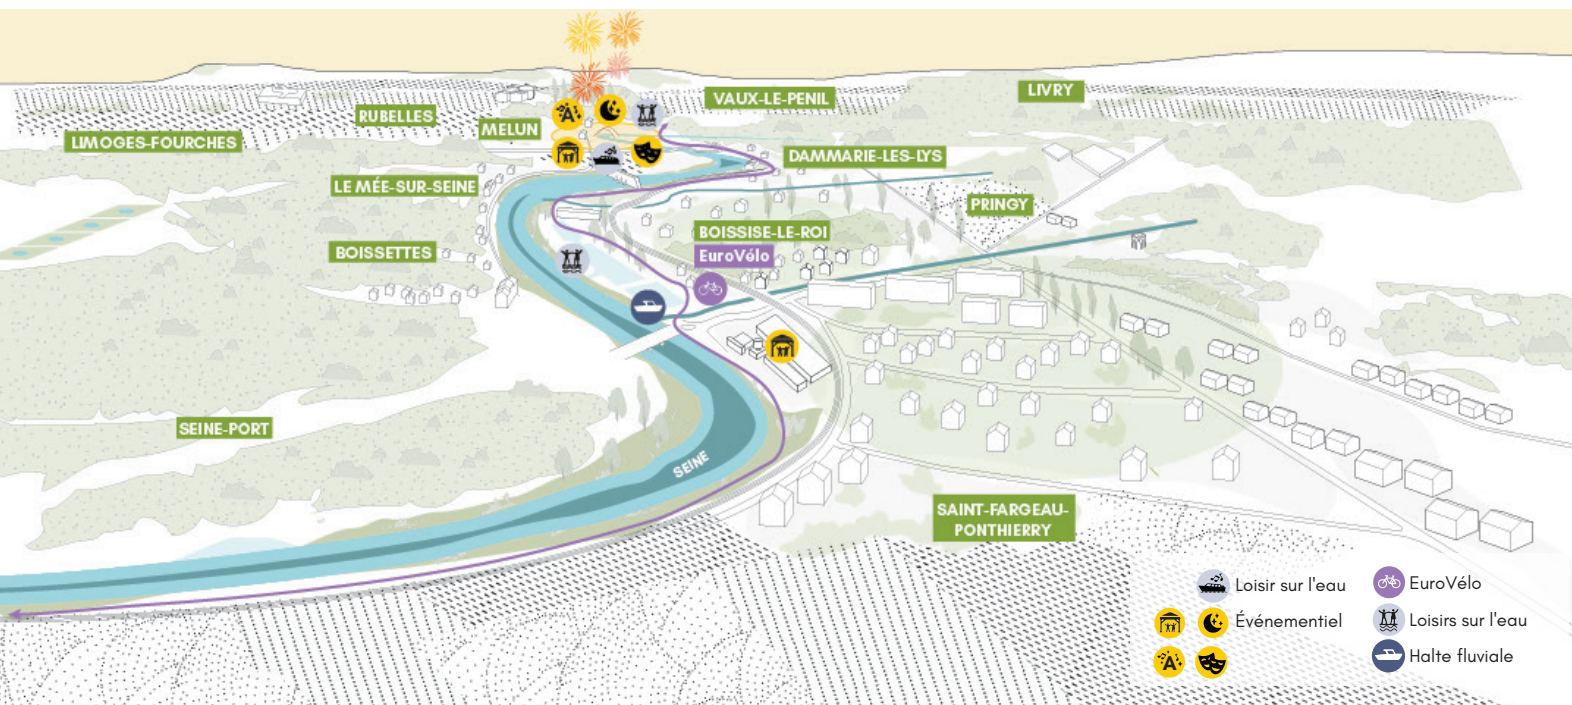 LIVRY
VAUX-LE-PENIL
RUBELLES
MELUN
LIMOGES-FOURCHES
DAMMARIE-LES-LYS
LE MÉE-SUR-SEINE
PRINGY
BOISSISE-LE-ROI
BOISSETTES
EuroVélo
SEINE-PORT
SEINE
SAINT-FARGEAU-
PONTHIERRY
Loisir sur l'eau
Événementiel
EuroVélo
Loisirs sur l'eau
Halte fluviale